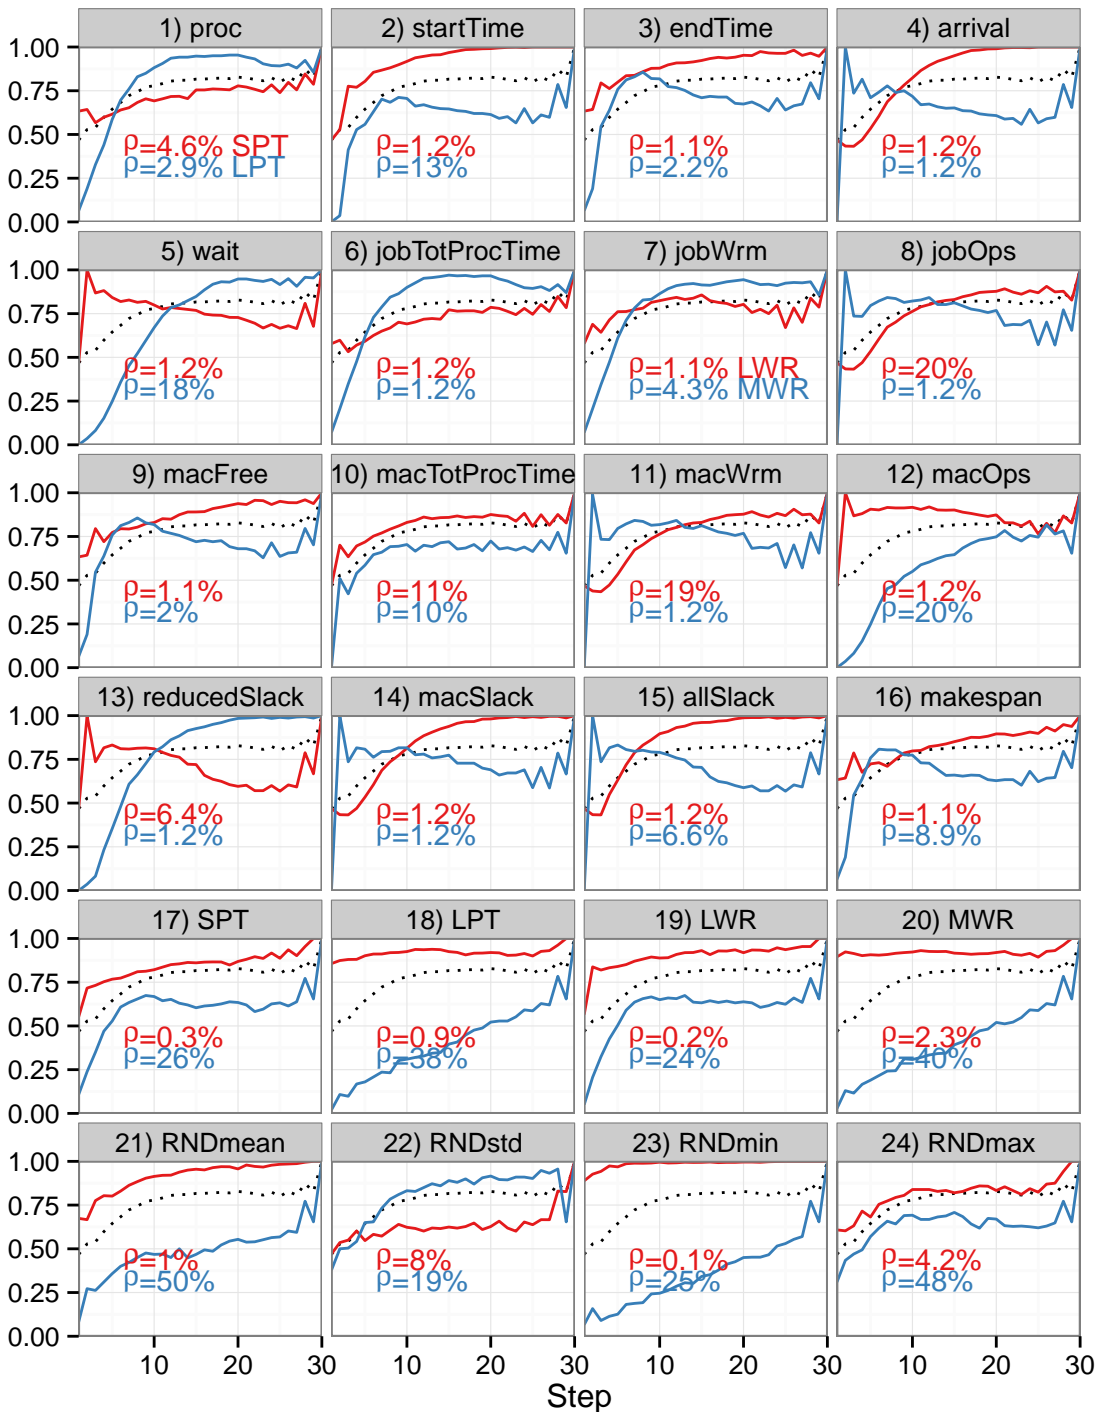 1) proc 2) startTime 3) endTime 4) arrival
1.00
0.75
0.50
0.25
0.00
ρ=4.6% SPT
ρ=2.9% LPT
ρ=1.2%
ρ=13%
ρ=1.1%
ρ=2.2%
ρ=1.2%
ρ=1.2%
5) wait 6) jobTotProcTime 7) jobWrm 8) jobOps
1.00
0.75
0.50
0.25
0.00
ρ=1.2%
ρ=18%
ρ=1.2%
ρ=1.2%
ρ=1.1% LWR
ρ=4.3% MWR
ρ=20%
ρ=1.2%
9) macFree 10) macTotProcTime 11) macWrm 12) macOps
1.00
0.75
0.50
0.25
0.00
ρ=1.1%
ρ=2%
ρ=11%
ρ=10%
ρ=19%
ρ=1.2%
ρ=1.2%
ρ=20%
13) reducedSlack 14) macSlack 15) allSlack 16) makespan
1.00
0.75
0.50
0.25
0.00
ρ=6.4%
ρ=1.2%
ρ=1.2%
ρ=1.2%
ρ=1.2%
ρ=6.6%
ρ=1.1%
ρ=8.9%
17) SPT 18) LPT 19) LWR 20) MWR
1.00
0.75
0.50
0.25
0.00
ρ=0.3%
ρ=26%
ρ=0.9%
ρ=38%
ρ=0.2%
ρ=24%
ρ=2.3%
ρ=40%
21) RNDmean 22) RNDstd 23) RNDmin 24) RNDmax
1.00
0.75
0.50
0.25
0.00
ρ=1%
ρ=50%
ρ=8%
ρ=19%
ρ=0.1%
ρ=25%
ρ=4.2%
ρ=48%
10 20 30 10 20 30 10 20 30 10 20 30
Step